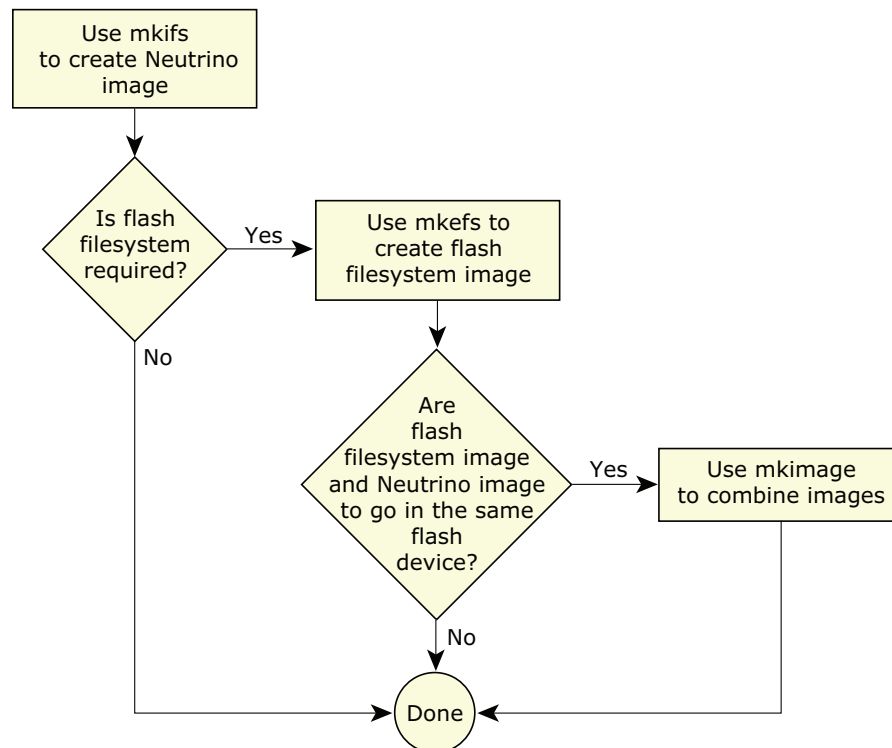 Use mkifs
to create Neutrino
image
Is flash
filesystem
required?
Yes
Use mkefs to
create flash
filesystem image
No
Are
flash
filesystem image
and Neutrino image
to go in the same
flash
device?
Yes
Use mkimage
to combine images
No
Done